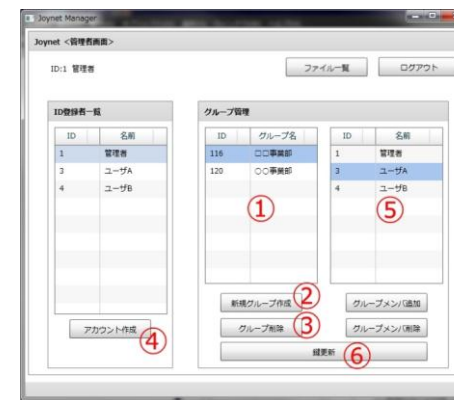 Joynet Manager
Joynet <管理者画面>
ID:1 管理者
ファイル一覧
ログアウト
ID登録者一覧
ID 名前
1 管理者
3 ユーザA
4 ユーザB
アカウント作成
④
グループ管理
ID グループ名
116 □□事業部
120 ○○事業部
①
ID 名前
1 管理者
3 ユーザA
4 ユーザB
⑤
新規グループ作成 ②
グループメンバ追加
グループ削除 ③
グループメンバ削除
鍵更新 ⑥